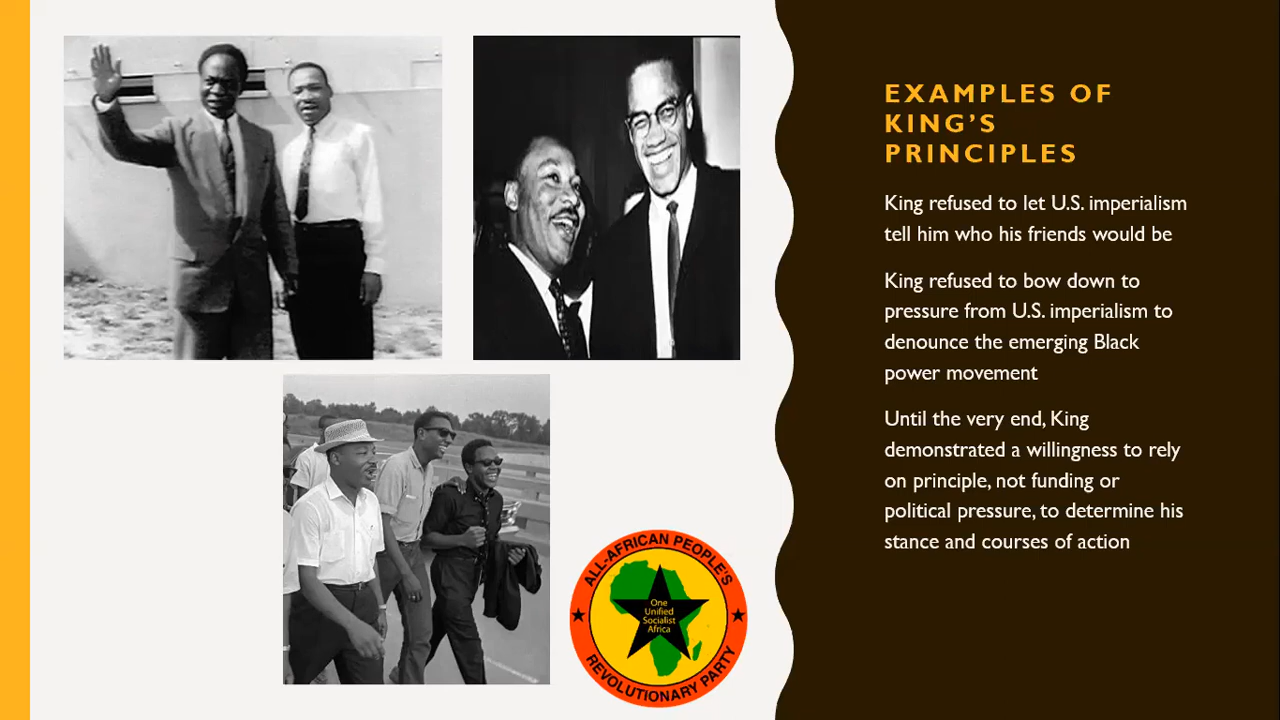 EXAMPLES OF
KING'S
PRINCIPLES
King refused to let U.S. imperialism
tell him who his friends would be
King refused to bow down to
pressure from U.S. imperialism to
denounce the emerging Black
power movement
Until the very end, King
demonstrated a willingness to rely
on principle, not funding or
political pressure, to determine his
stance and courses of action
ALL-AFRICAN PEOPLE'S
One
Unified
Socialist
Africa
REVOLUTIONARY PARTY